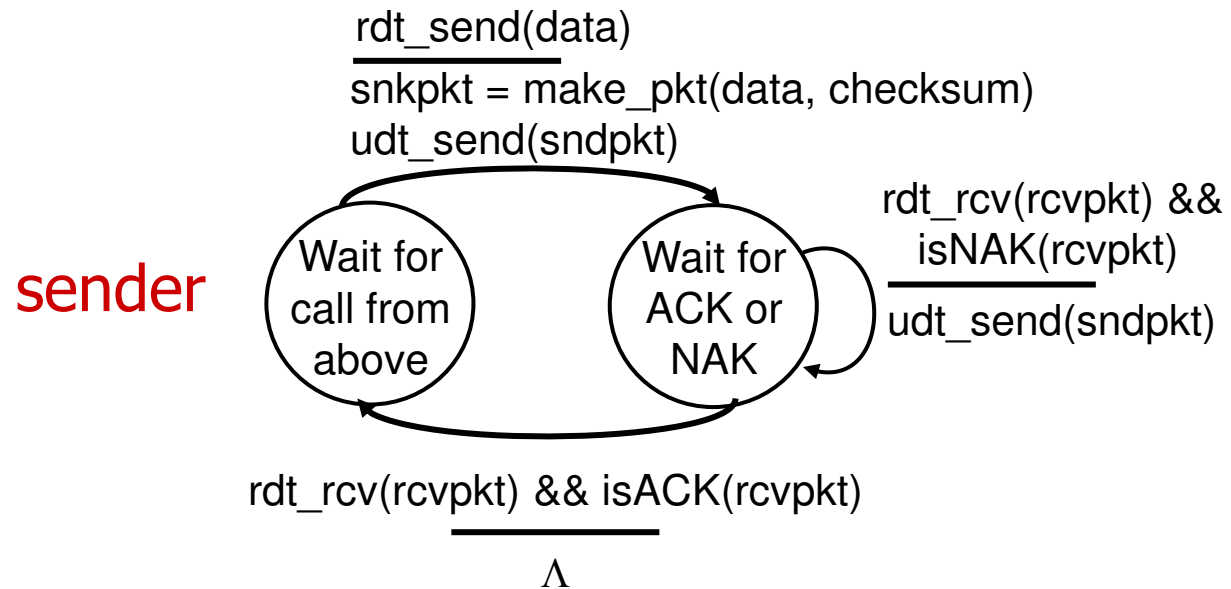 rdt_send(data)
snkpkt = make_pkt(data, checksum)
udt_send(sndpkt)
sender
Wait for
call from
above
Wait for
ACK or
NAK
rdt_rcv(rcvpkt) &&
isNAK(rcvpkt)
udt_send(sndpkt)
rdt_rcv(rcvpkt) && isACK(rcvpkt)
Λ